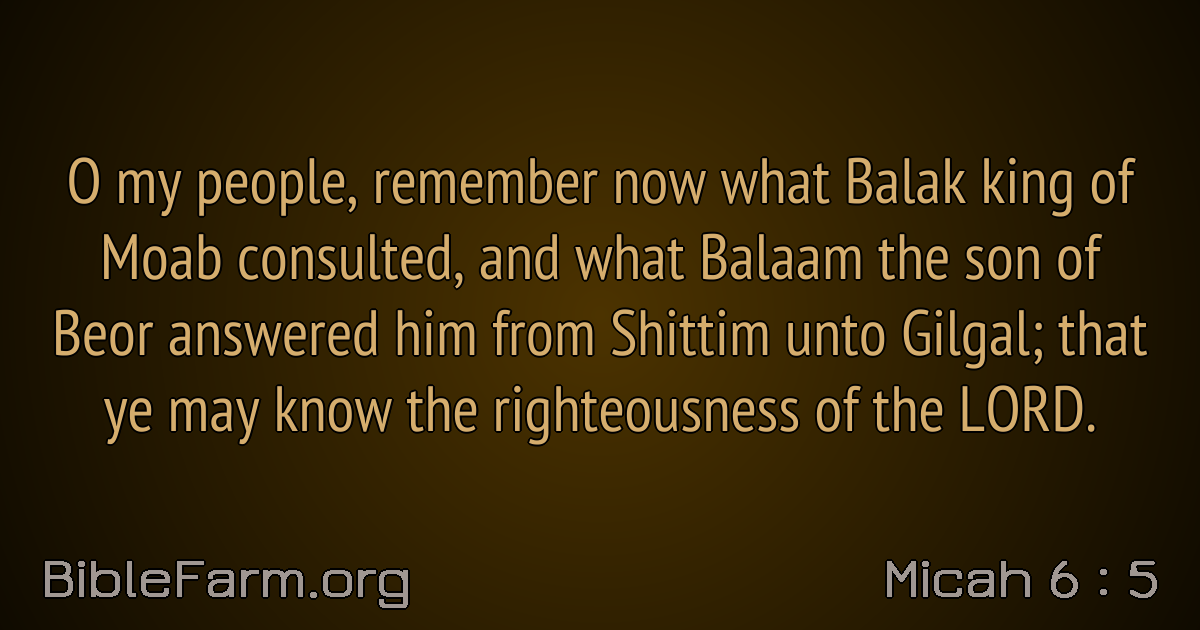 O my people, remember now what Balak king of
Moab consulted, and what Balaam the son of
Beor answered him from Shittim unto Gilgal; that
ye may know the righteousness of the LORD.
BibleFarm.org
Micah 6 : 5